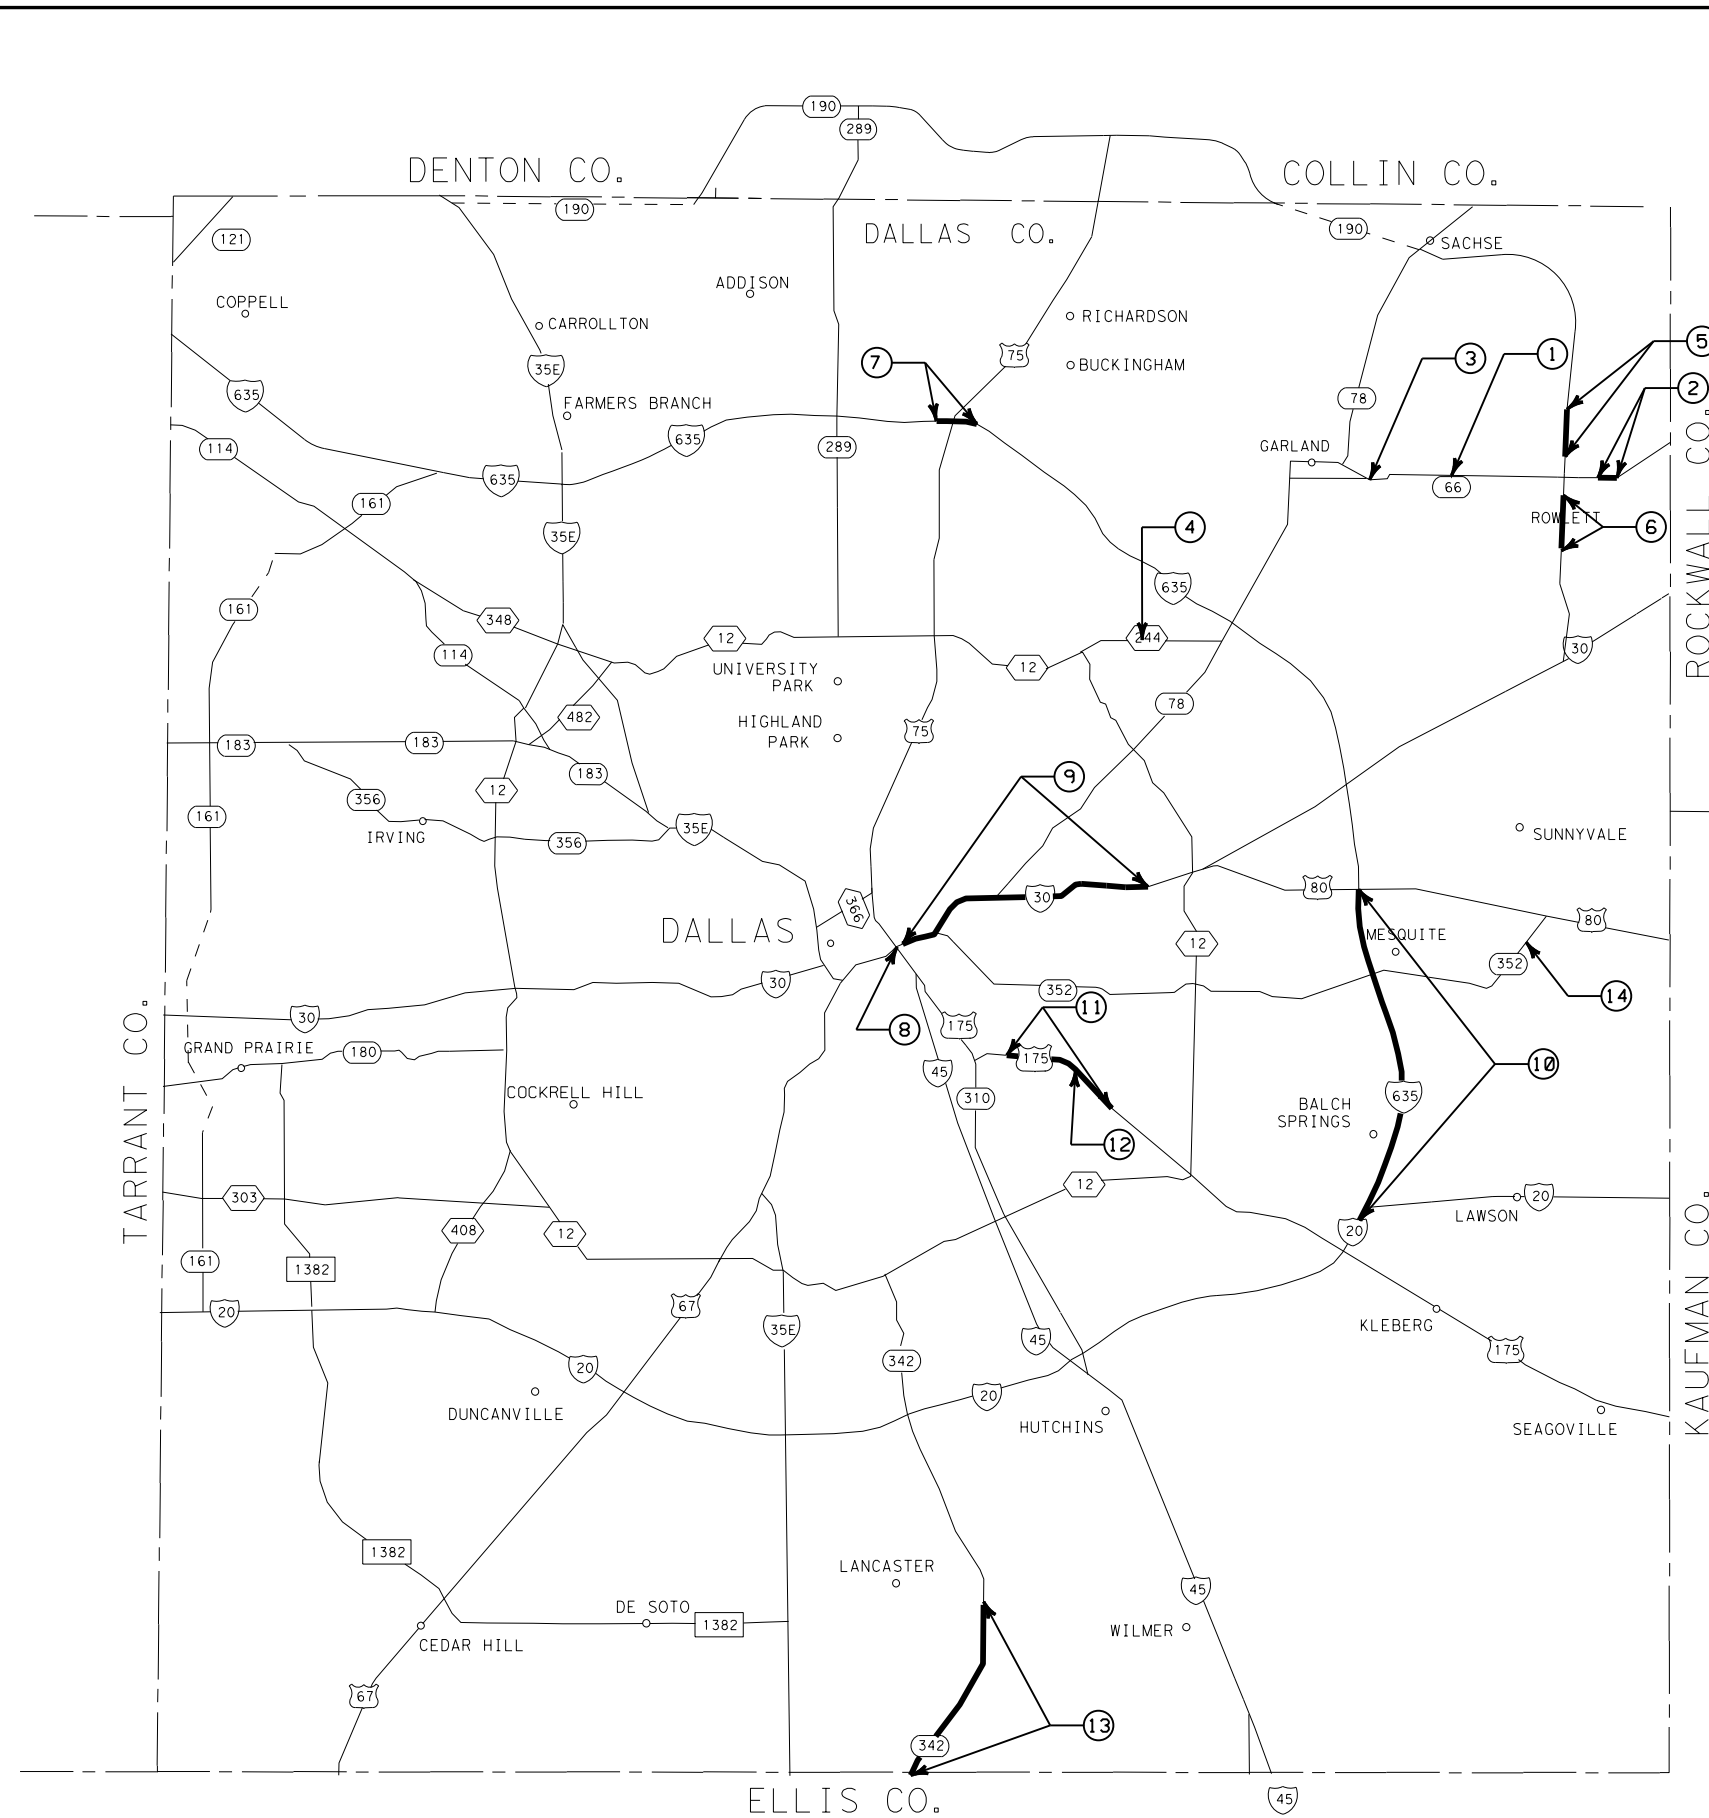 190
289
DENTON CO.
COLLIN CO.
190
121
DALLAS CO.
190
SACHSE
ADDISON
COPPELL
CARROLLTON
RICHARDSON
75
BUCKINGHAM
7
3
1
5
2
35E
635
FARMERS BRANCH
78
114
635
289
GARLAND
635
161
66
ROWLETT
6
4
35E
635
ROCKWALL CO.
161
348
12
244
114
12
30
UNIVERSITY
PARK
78
482
HIGHLAND
PARK
75
183
183
183
9
12
356
161
IRVING
356
35E
SUNNYVALE
80
30
366
80
DALLAS
MESQUITE
12
352
30
352
14
11
30
175
8
GRAND PRAIRIE
180
175
10
45
COCKRELL HILL
310
635
BALCH
SPRINGS
12
TARRANT CO.
303
12
20
LAWSON
408
12
20
161
1382
KAUFMAN CO.
20
67
35E
KLEBERG
45
175
342
20
20
DUNCANVILLE
HUTCHINS
SEAGOVILLE
1382
LANCASTER
45
DE SOTO
1382
WILMER
CEDAR HILL
67
13
342
ELLIS CO.
45